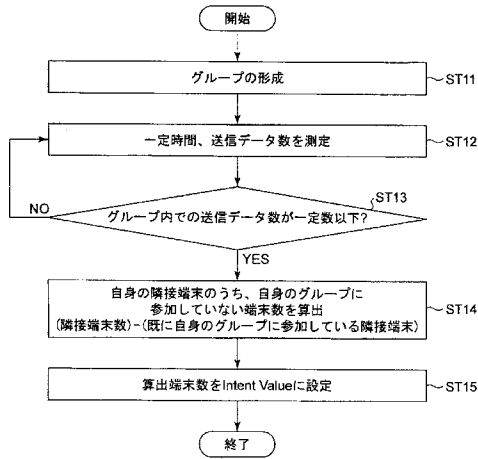 開始
グループの形成
ST11
一定時間、送信データ数を測定
ST12
ST13
NO
グループ内での送信データ数が一定数以下?
YES
自身の隣接端末のうち、自身のグループに
参加していない端末数を算出
(隣接端末数)-(既に自身のグループに参加している隣接端末)
ST14
算出端末数をIntent Valueに設定
ST15
終了